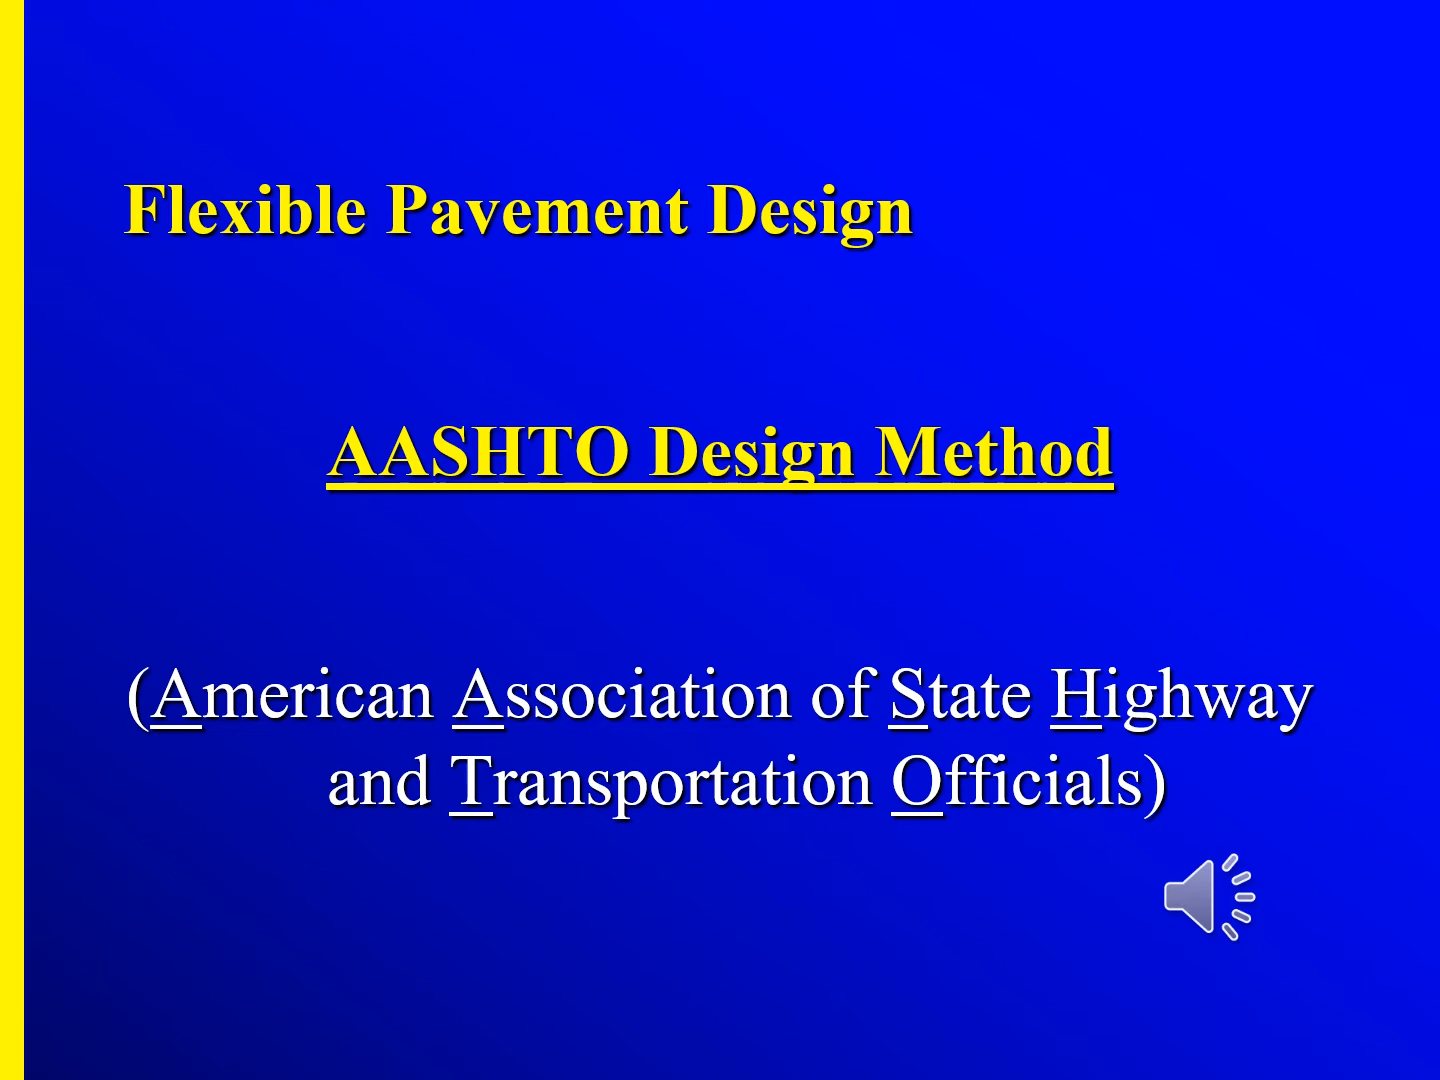 Flexible Pavement Design
AASHTO Design Method
(American Association of State Highway
and Transportation Officials)